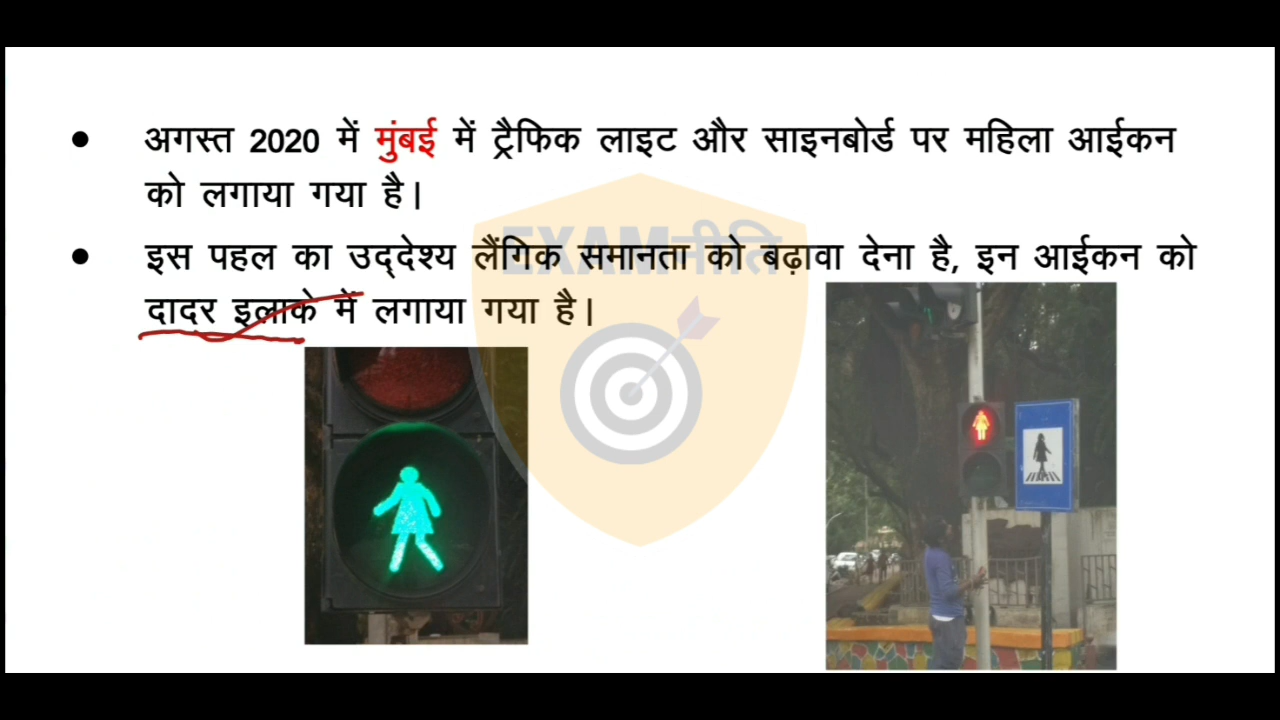 • अगस्त 2020 में मुंबई में ट्रैफिक लाइट और साइनबोर्ड पर महिला आईकन
को लगाया गया है।
• इस पहल का उद्देश्य लैंगिक समानता को बढ़ावा देना है, इन आईकन को
दादर इलाके में लगाया गया है।
EXAMनीति